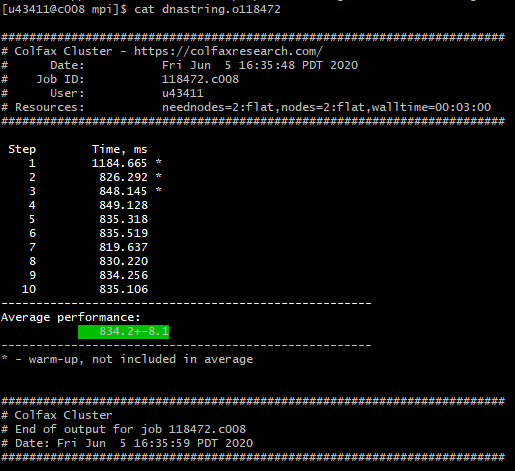 [u43411@c008 mpi]$ cat dnastring.o118472
########################################################################
# Colfax Cluster - https://colfaxresearch.com/
#      Date:           Fri Jun  5 16:35:48 PDT 2020
#    Job ID:           118472.c008
#      User:           u43411
# Resources:           neednodes=2:flat,nodes=2:flat,walltime=00:03:00
########################################################################
 Step        Time, ms
    1        1184.665 *
    2         826.292 *
    3         848.145 *
    4         849.128
    5         835.318
    6         835.519
    7         819.637
    8         830.220
    9         834.256
   10         835.106
-----------------------------------------------------
Average performance:
              834.2+-8.1
-----------------------------------------------------
* - warm-up, not included in average
########################################################################
# Colfax Cluster
# End of output for job 118472.c008
# Date: Fri Jun  5 16:35:59 PDT 2020
########################################################################